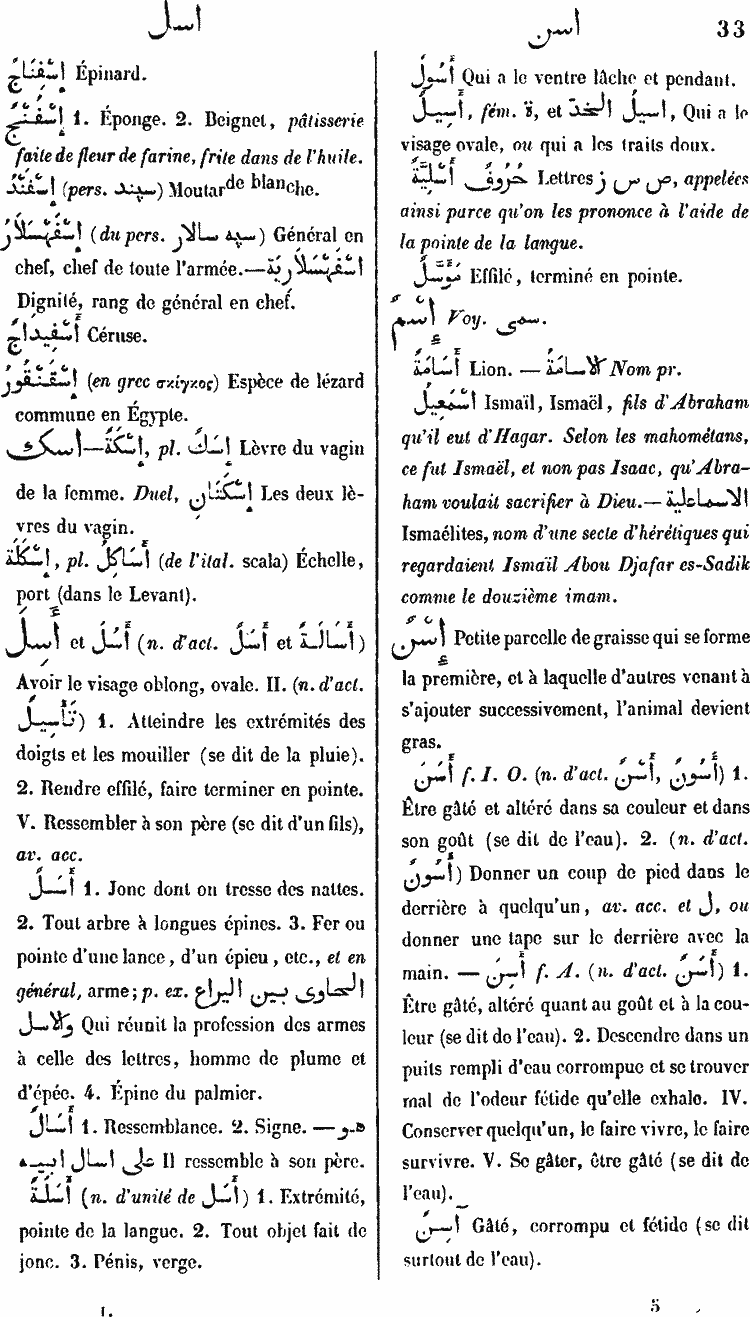 اسل
اسن
33
إِسْفَنَاجٌ Épinard.
إِسْفَنْجٌ 1. Éponge. 2. Beignet, pâtisserie
faite de fleur de farine, frite dans de l'huile.
إِسْفَنْدٌ (pers. سپند) Moutarde blanche.
إِسْفَهْسَلَارٌ (du pers. سپه سالار) Général en
chef, chef de toute l'armée.—اسْفَهْسَلَارِيَّةٌ
Dignité, rang de général en chef.
أَسْفِيدَاجٌ Céruse.
إِسْقَنْقُورٌ (en grec σκίγκος) Espèce de lézard
commune en Égypte.
اسك—إِسْكَةٌ, pl. إِسَكٌ Lèvre du vagin
de la femme. Duel, إِسْكَتَانِ Les deux lè-
vres du vagin.
إِسْكَلَةٌ, pl. أَسَاكِلُ (de l'ital. scala) Échelle,
port (dans le Levant).
أَسِلَ et أَسُلَ (n. d'act. أَسَلٌ et أَسْلٌ et أَسَالَةٌ)
Avoir le visage oblong, ovale. II. (n. d'act.
تَأْسِيلٌ) 1. Atteindre les extrémités des
doigts et les mouiller (se dit de la pluie).
2. Rendre effilé, faire terminer en pointe.
V. Ressembler à son père (se dit d'un fils),
av. acc.
أَسَلٌ 1. Jonc dont on tresse des nattes.
2. Tout arbre à longues épines. 3. Fer ou
pointe d'une lance, d'un épieu, etc., et en
général, arme; p. ex. الحاوى بين اليراع
والاسل Qui réunit la profession des armes
à celle des lettres, homme de plume et
d'épée. 4. Épine du palmier.
أَسَالٌ 1. Ressemblance. 2. Signe. — هو
على اسال ابيه Il ressemble à son père.
أَسَلَةٌ (n. d'unité de أَسَلٌ) 1. Extrémité,
pointe de la langue. 2. Tout objet fait de
jonc. 3. Pénis, verge.
I.
أَسُولٌ Qui a le ventre lâche et pendant.
أَسِيلٌ, fém. ةٌ, et اسيل الخدّ, Qui a le
visage ovale, ou qui a les traits doux.
حُرُوفٌ أَسَلِيَّةٌ Lettres ص س ز, appelées
ainsi parce qu'on les prononce à l'aide de
la pointe de la langue.
مُؤَسَّلٌ Effilé, terminé en pointe.
إِسْمٌ Voy. سمى.
أُسَامَةٌ Lion. — الاسامةٌ Nom pr.
اسْمَعِيلُ Ismaïl, Ismaël, fils d'Abraham
qu'il eut d'Hagar. Selon les mahométans,
ce fut Ismaël, et non pas Isaac, qu'Abra-
ham voulait sacrifier à Dieu.— الاسماعلية
Ismaélites, nom d'une secte d'hérétiques qui
regardaient Ismaïl Abou Djafar es-Sadik
comme le douzième imam.
أُسُنٌ Petite parcelle de graisse qui se forme
la première, et à laquelle d'autres venant à
s'ajouter successivement, l'animal devient
gras.
أَسَنَ f. I. O. (n. d'act. أَسْنٌ, أُسُونٌ) 1.
Être gâté et altéré dans sa couleur et dans
son goût (se dit de l'eau). 2. (n. d'act.
أُسُونٌ) Donner un coup de pied dans le
derrière à quelqu'un, av. acc. et ل, ou
donner une tape sur le derrière avec la
main. — أَسِنَ f. A. (n. d'act. أَسَنٌ) 1.
Être gâté, altéré quant au goût et à la cou-
leur (se dit de l'eau). 2. Descendre dans un
puits rempli d'eau corrompue et se trouver
mal de l'odeur fétide qu'elle exhale. IV.
Conserver quelqu'un, le faire vivre, le faire
survivre. V. Se gâter, être gâté (se dit de
l'eau).
آسِنٌ Gâté, corrompu et fétide (se dit
surtout de l'eau).
5